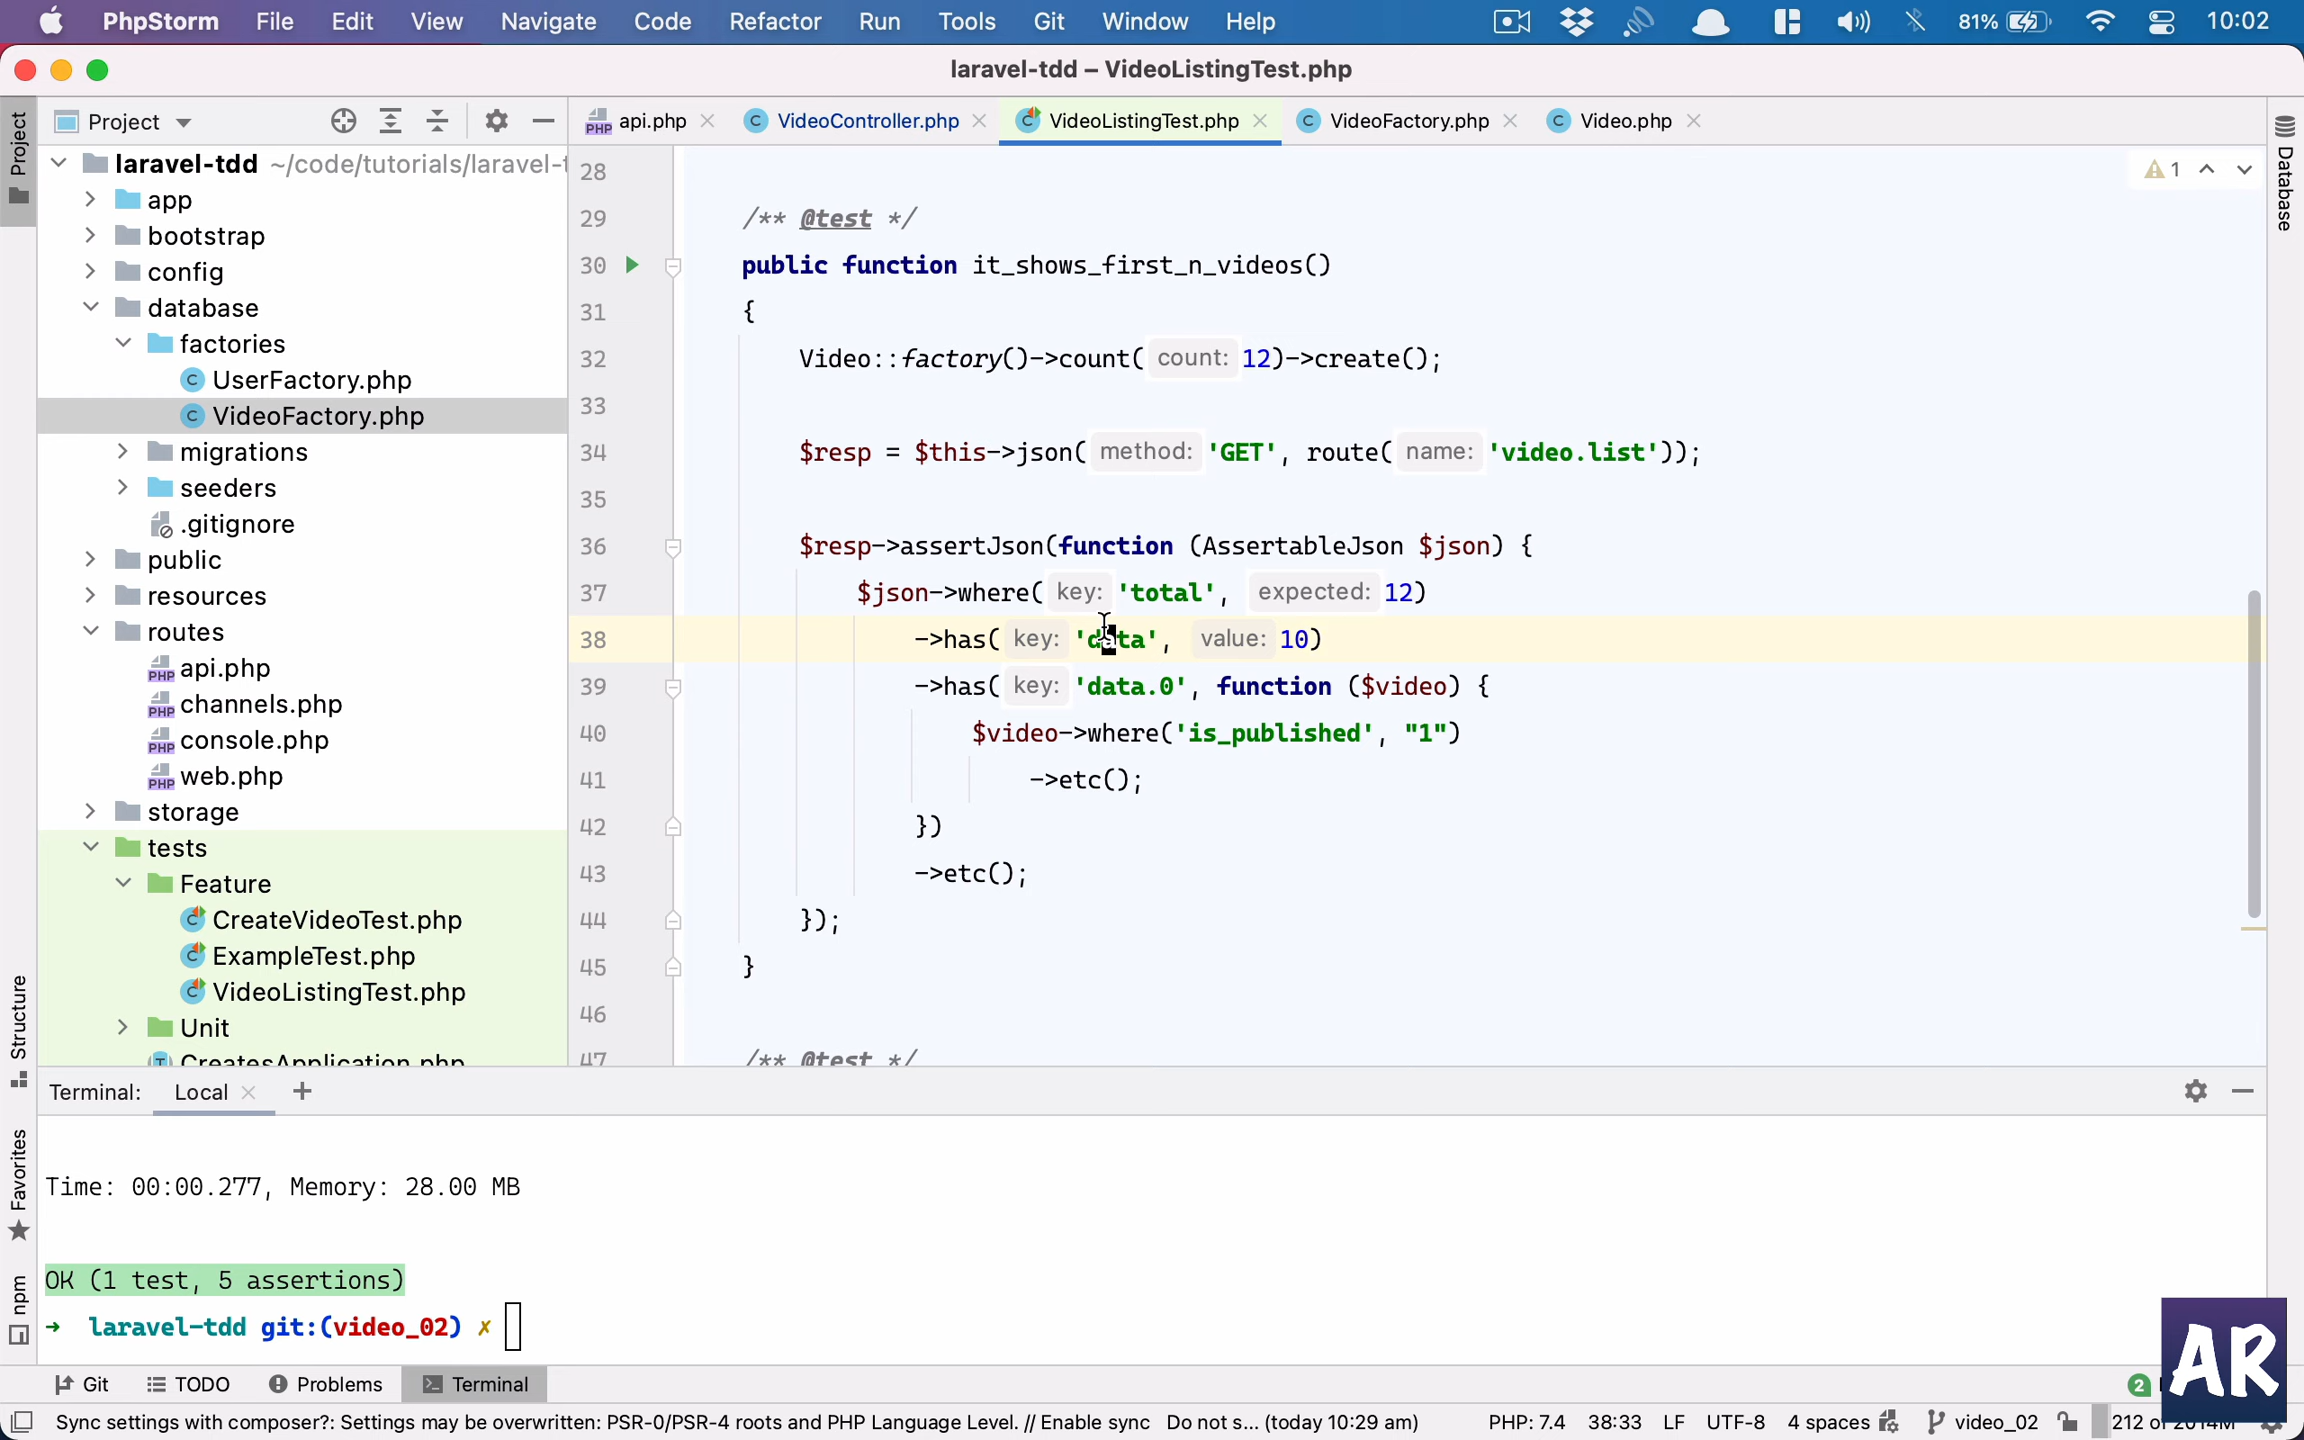 PhpStorm File Edit View Navigate Code Refactor Run Tools Git Window Help 81% 10:02
laravel-tdd – VideoListingTest.php
Project
api.php VideoController.php VideoListingTest.php VideoFactory.php Video.php
Project
Structure
Favorites
npm
Database
laravel-tdd ~/code/tutorials/laravel-t
app
bootstrap
config
database
factories
UserFactory.php
VideoFactory.php
migrations
seeders
.gitignore
public
resources
routes
api.php
channels.php
console.php
web.php
storage
tests
Feature
CreateVideoTest.php
ExampleTest.php
VideoListingTest.php
Unit
CreatesApplication.php
1
28
29 /** @test */
30 public function it_shows_first_n_videos()
31 {
32 Video::factory()->count( count: 12)->create();
33
34 $resp = $this->json( method: 'GET', route( name: 'video.list'));
35
36 $resp->assertJson(function (AssertableJson $json) {
37 $json->where( key: 'total', expected: 12)
38 ->has( key: 'data', value: 10)
39 ->has( key: 'data.0', function ($video) {
40 $video->where('is_published', "1")
41 ->etc();
42 })
43 ->etc();
44 });
45 }
46
47 /** @test */
Terminal: Local
Time: 00:00.277, Memory: 28.00 MB
OK (1 test, 5 assertions)
➜ laravel-tdd git:(video_02) ✗
Git TODO Problems Terminal 2
AR
Sync settings with composer?: Settings may be overwritten: PSR-0/PSR-4 roots and PHP Language Level. // Enable sync Do not s... (today 10:29 am) PHP: 7.4 38:33 LF UTF-8 4 spaces video_02 212 of 2014M